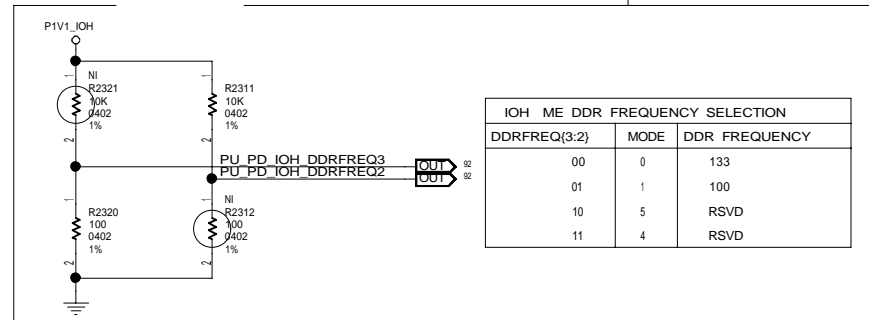 P1V1_IOH
NI
R2321
10K
0402
1%
1
2
R2311
10K
0402
1%
1
2
PU_PD_IOH_DDRFREQ3
OUT
92
PU_PD_IOH_DDRFREQ2
OUT
92
R2320
100
0402
1%
1
2
NI
R2312
100
0402
1%
1
2
IOH ME DDR FREQUENCY SELECTION
DDRFREQ{3:2} MODE DDR FREQUENCY
00 0 133
01 1 100
10 5 RSVD
11 4 RSVD